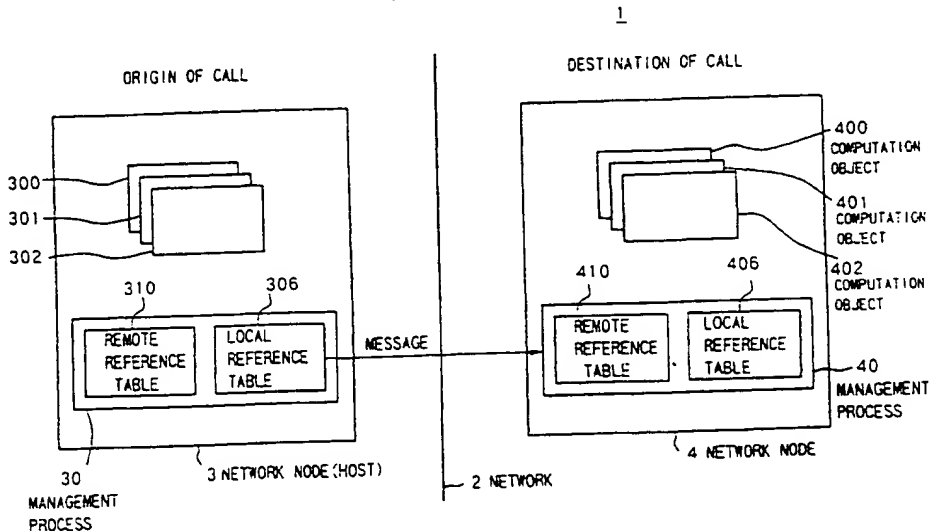 1
ORIGIN OF CALL
DESTINATION OF CALL
300
301
302
400
COMPUTATION
OBJECT
401
COMPUTATION
OBJECT
402
COMPUTATION
OBJECT
310
306
REMOTE
REFERENCE
TABLE
LOCAL
REFERENCE
TABLE
MESSAGE
410
406
REMOTE
REFERENCE
TABLE
LOCAL
REFERENCE
TABLE
40
MANAGEMENT
PROCESS
30
MANAGEMENT
PROCESS
3 NETWORK NODE (HOST)
2 NETWORK
4 NETWORK NODE